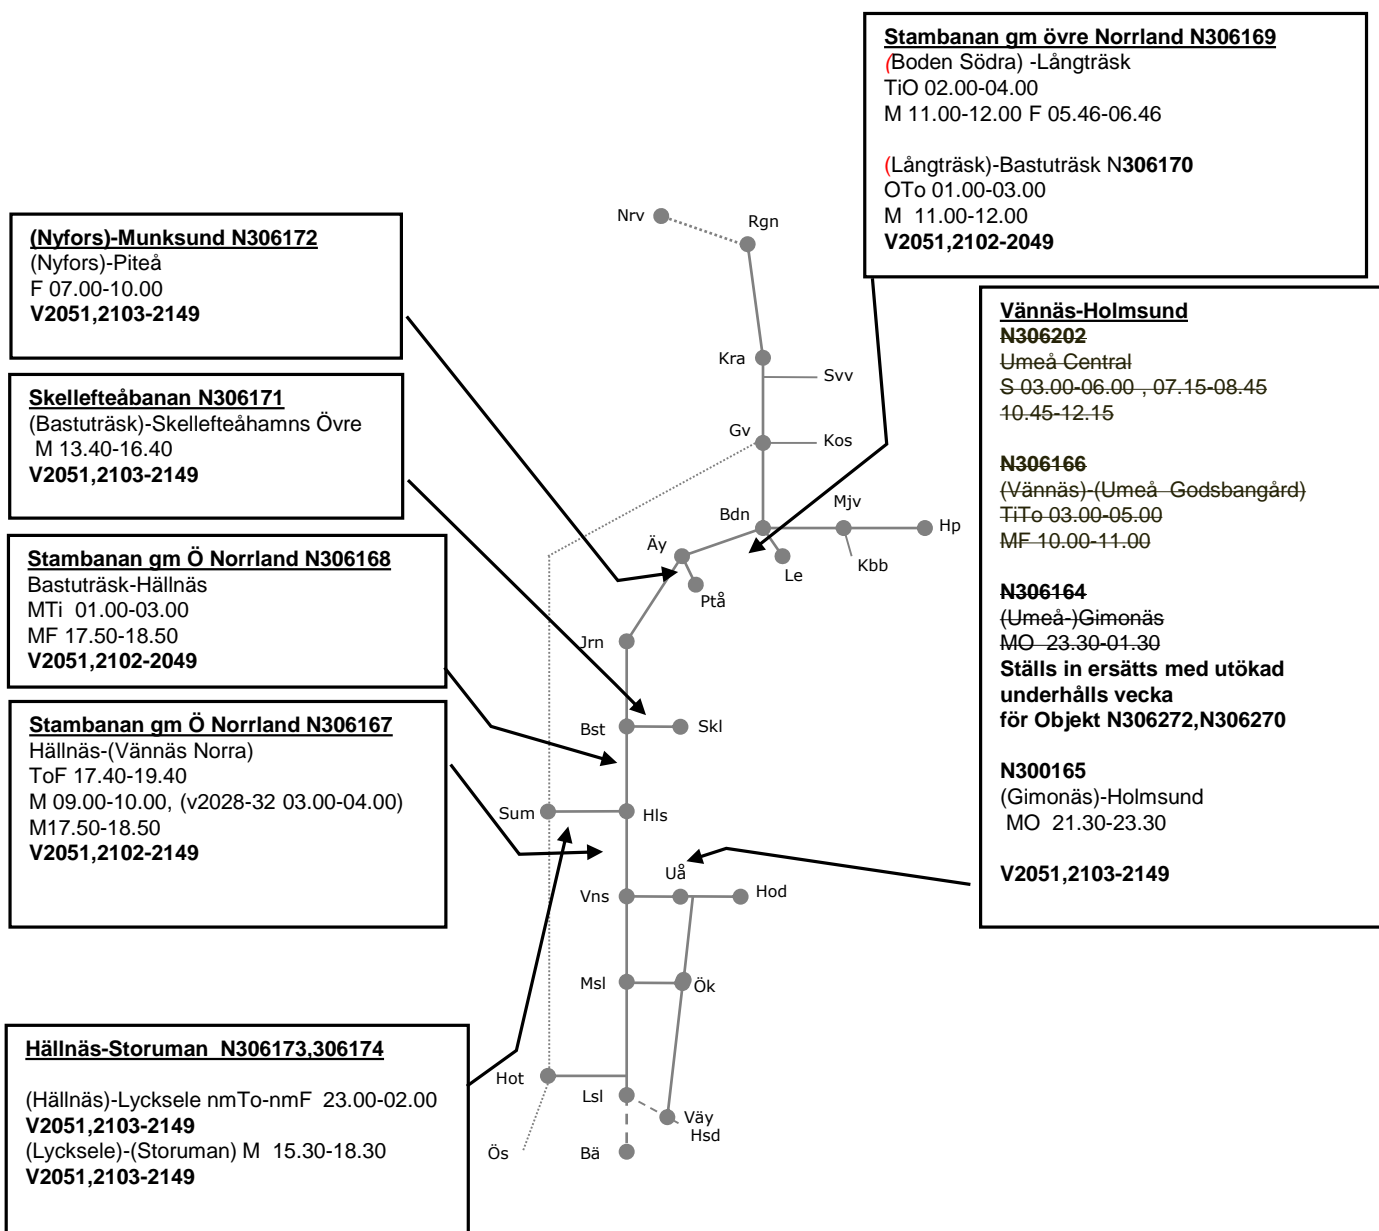 Stambanan gm övre Norrland N306169
(Boden Södra) -Långträsk
TiO 02.00-04.00
M 11.00-12.00 F 05.46-06.46
(Långträsk)-Bastuträsk N306170
OTo 01.00-03.00
M  11.00-12.00
V2051,2102-2049
(Nyfors)-Munksund N306172
(Nyfors)-Piteå
F 07.00-10.00
V2051,2103-2149
Skellefteåbanan N306171
(Bastuträsk)-Skellefteåhamns Övre
M 13.40-16.40
V2051,2103-2149
Stambanan gm Ö Norrland N306168
Bastuträsk-Hällnäs
MTi  01.00-03.00
MF 17.50-18.50
V2051,2102-2049
Stambanan gm Ö Norrland N306167
Hällnäs-(Vännäs Norra)
ToF 17.40-19.40
M 09.00-10.00, (v2028-32 03.00-04.00)
M17.50-18.50
V2051,2102-2149
Hällnäs-Storuman  N306173,306174
(Hällnäs)-Lycksele nmTo-nmF  23.00-02.00
V2051,2103-2149
(Lycksele)-(Storuman) M  15.30-18.30
V2051,2103-2149
Vännäs-Holmsund
N306202
Umeå Central
S 03.00-06.00 , 07.15-08.45
10.45-12.15
N306166
(Vännäs)-(Umeå  Godsbangård)
TiTo 03.00-05.00
MF 10.00-11.00
N306164
(Umeå-)Gimonäs
MO  23.30-01.30
Ställs in ersätts med utökad
underhålls vecka
för Objekt N306272,N306270
N300165
(Gimonäs)-Holmsund
MO  21.30-23.30
V2051,2103-2149
Nrv
Rgn
Kra
Svv
Gv
Kos
Bdn
Mjv
Hp
Äy
Le
Kbb
Ptå
Jrn
Bst
Skl
Sum
Hls
Uå
Vns
Hod
Msl
Ök
Hot
Lsl
Väy
Hsd
Ös
Bä